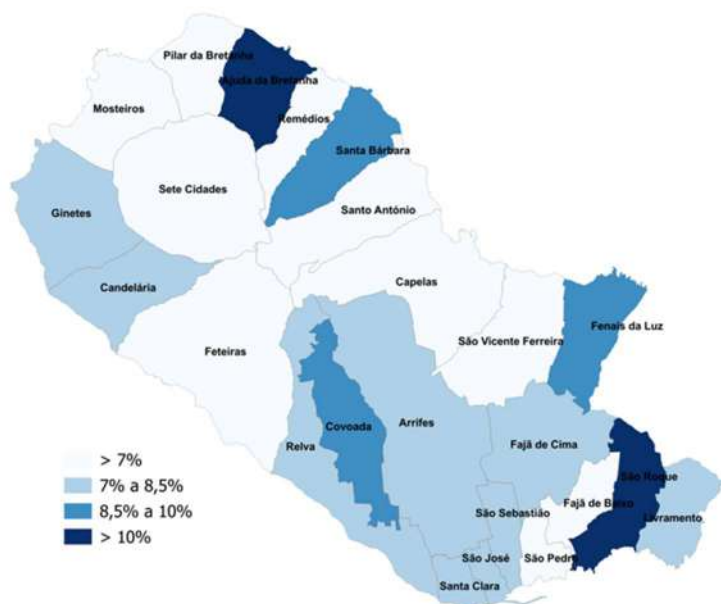 Pilar da Bretanha
Ajuda da Bretanha
Mosteiros
Remédios
Santa Bárbara
Sete Cidades
Ginetes
Santo António
Candelária
Capelas
Fenais da Luz
São Vicente Ferreira
Feteiras
Covoada
Arrifes
Relva
Fajã de Cima
São Roque
Fajã de Baixo
Livramento
São Sebastião
São José
São Pedro
Santa Clara
> 7%
7% a 8,5%
8,5% a 10%
> 10%